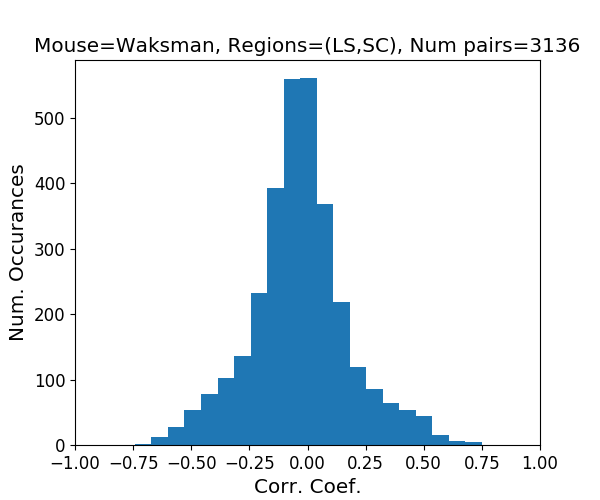 Mouse=Waksman, Regions=(LS,SC), Num pairs=3136
Num. Occurances
500
400
300
200
100
0
−1.00 −0.75 −0.50 −0.25 0.00 0.25 0.50 0.75 1.00
Corr. Coef.